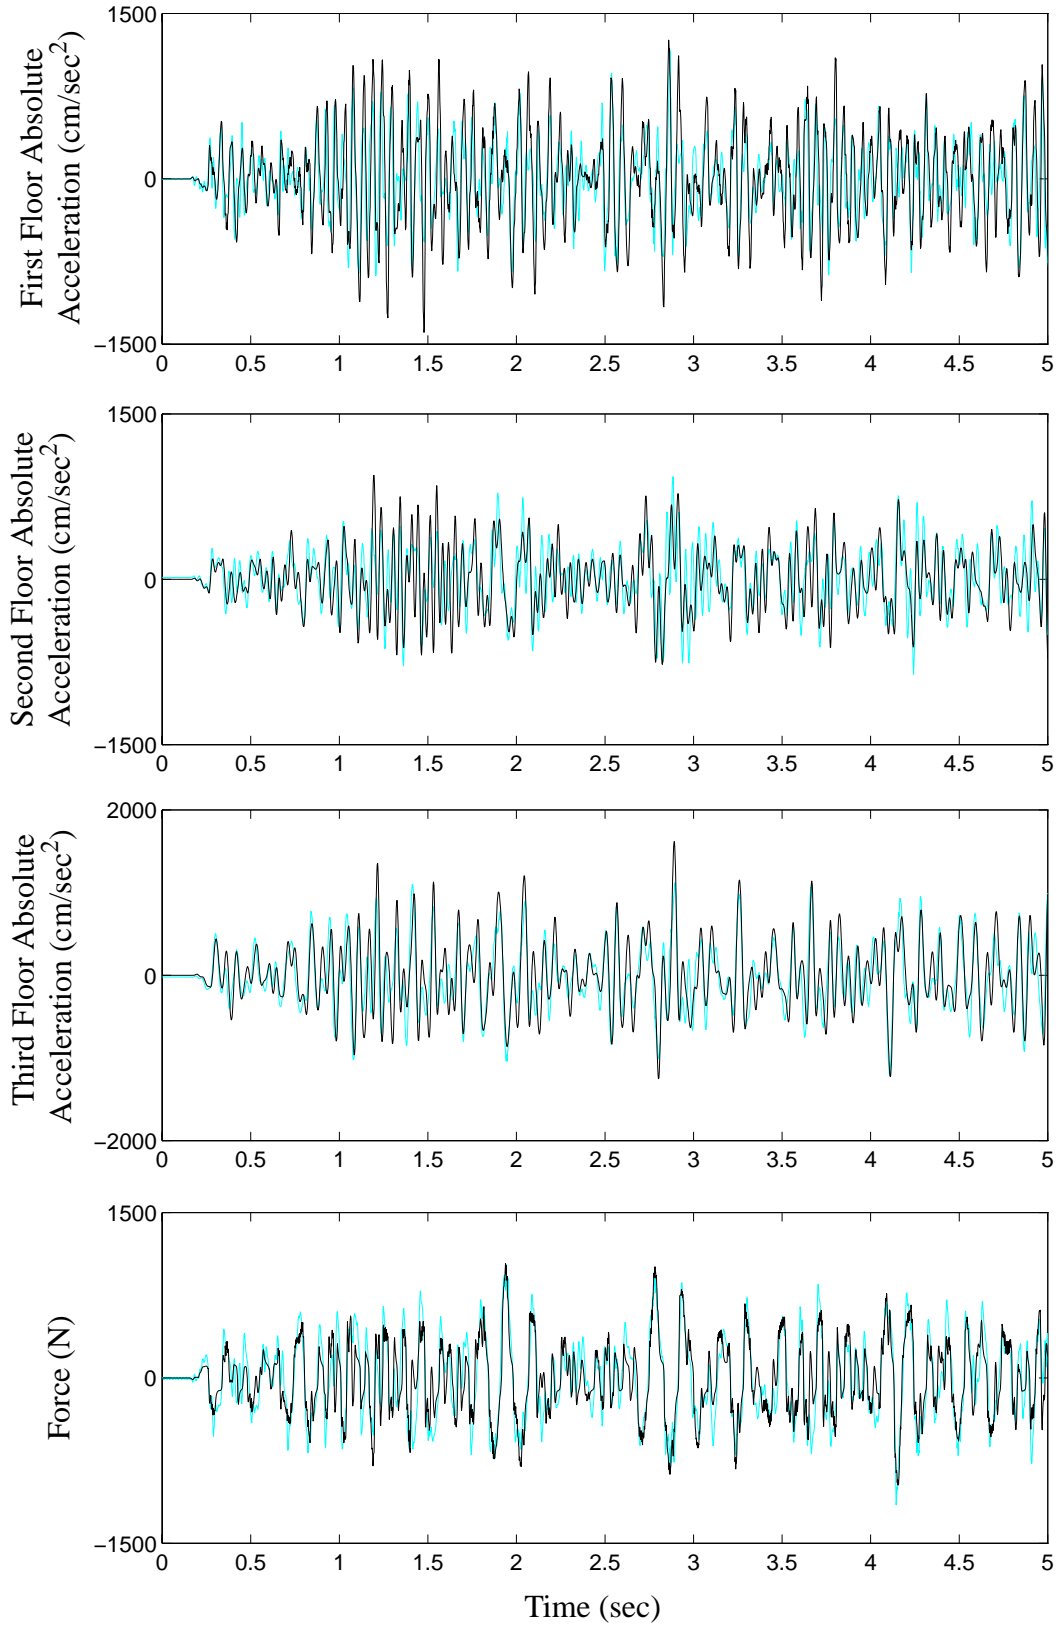 1500
0
−1500
First Floor Absolute
Acceleration (cm/sec2)
0 0.5 1 1.5 2 2.5 3 3.5 4 4.5 5
1500
0
−1500
Second Floor Absolute
Acceleration (cm/sec2)
0 0.5 1 1.5 2 2.5 3 3.5 4 4.5 5
2000
0
−2000
Third Floor Absolute
Acceleration (cm/sec2)
0 0.5 1 1.5 2 2.5 3 3.5 4 4.5 5
1500
0
−1500
Force (N)
0 0.5 1 1.5 2 2.5 3 3.5 4 4.5 5
Time (sec)